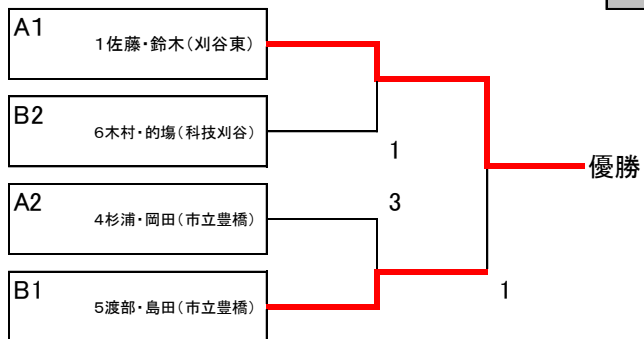 A1
1佐藤・鈴木（刈谷東）
B2
6木村・的場（科技刈谷）
1
優勝
A2
3
4杉浦・岡田（市立豊橋）
B1
1
5渡部・島田（市立豊橋）